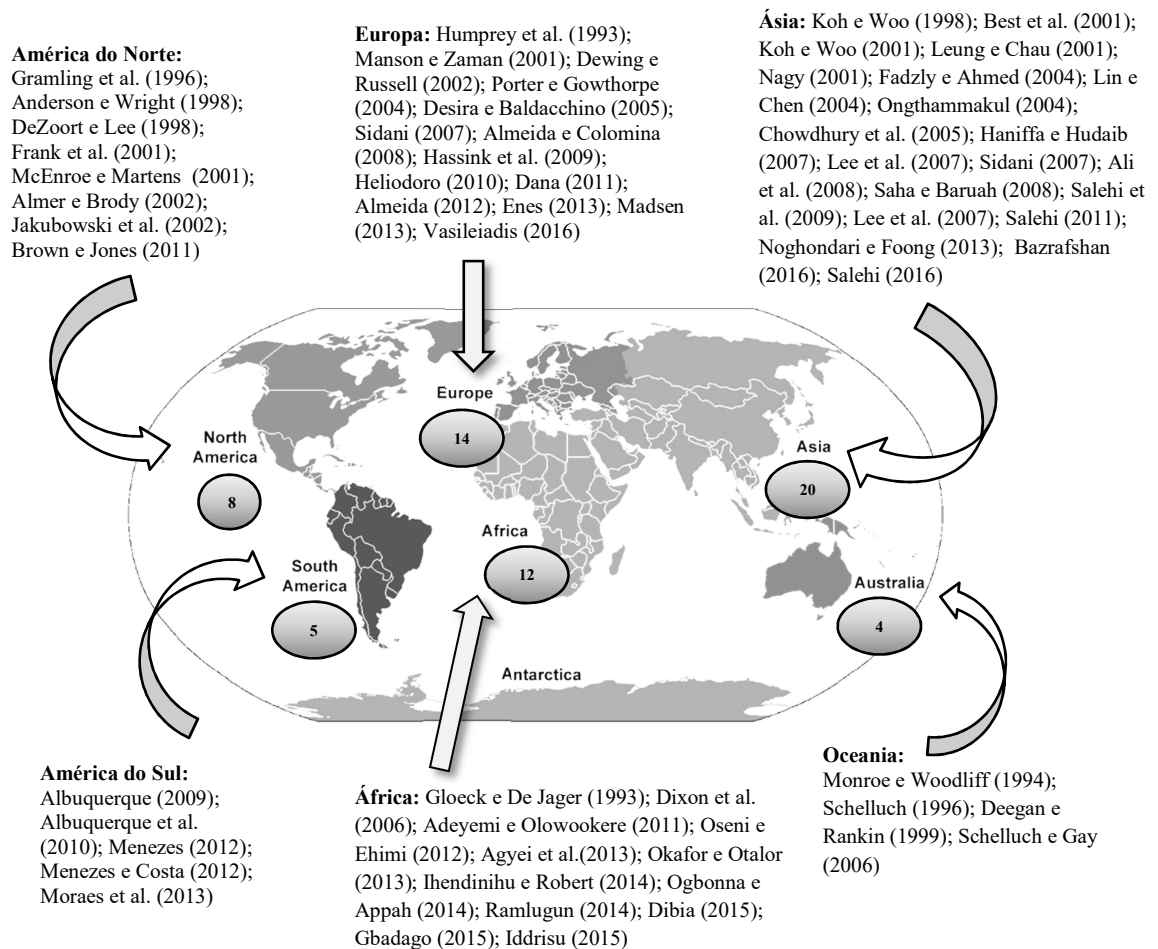 América do Norte:
Gramling et al. (1996);
Anderson e Wright (1998);
DeZoort e Lee (1998);
Frank et al. (2001);
McEnroe e Martens (2001);
Almer e Brody (2002);
Jakubowski et al. (2002);
Brown e Jones (2011)
Europa: Humprey et al. (1993);
Manson e Zaman (2001); Dewing e
Russell (2002); Porter e Gowthorpe
(2004); Desira e Baldacchino (2005);
Sidani (2007); Almeida e Colomina
(2008); Hassink et al. (2009);
Heliodoro (2010); Dana (2011);
Almeida (2012); Enes (2013); Madsen
(2013); Vasileiadis (2016)
Ásia: Koh e Woo (1998); Best et al. (2001);
Koh e Woo (2001); Leung e Chau (2001);
Nagy (2001); Fadzly e Ahmed (2004); Lin e
Chen (2004); Ongthammakul (2004);
Chowdhury et al. (2005); Haniffa e Hudaib
(2007); Lee et al. (2007); Sidani (2007); Ali
et al. (2008); Saha e Baruah (2008); Salehi et
al. (2009); Lee et al. (2007); Salehi (2011);
Noghondari e Foong (2013); Bazrafshan
(2016); Salehi (2016)
Europe
14
North
America
8
Asia
20
Africa
12
South
America
5
Australia
4
Antarctica
América do Sul:
Albuquerque (2009);
Albuquerque et al.
(2010); Menezes (2012);
Menezes e Costa (2012);
Moraes et al. (2013)
África: Gloeck e De Jager (1993); Dixon et al.
(2006); Adeyemi e Olowookere (2011); Oseni e
Ehimi (2012); Agyei et al.(2013); Okafor e Otalor
(2013); Ihendinihu e Robert (2014); Ogbonna e
Appah (2014); Ramlugun (2014); Dibia (2015);
Gbadago (2015); Iddrisu (2015)
Oceania:
Monroe e Woodliff (1994);
Schelluch (1996); Deegan e
Rankin (1999); Schelluch e Gay
(2006)